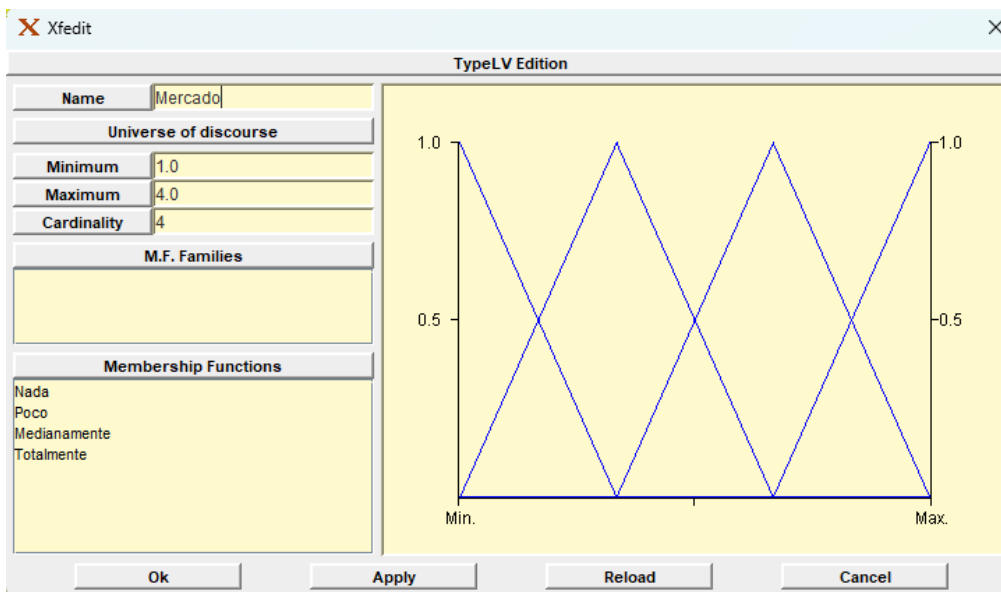 Xfedit
TypeLV Edition
Name Mercado
Universe of discourse
Minimum 1.0
Maximum 4.0
Cardinality 4
M.F. Families
Membership Functions
Nada
Poco
Medianamente
Totalmente
1.0 1.0
0.5 0.5
Min. Max.
Ok Apply Reload Cancel